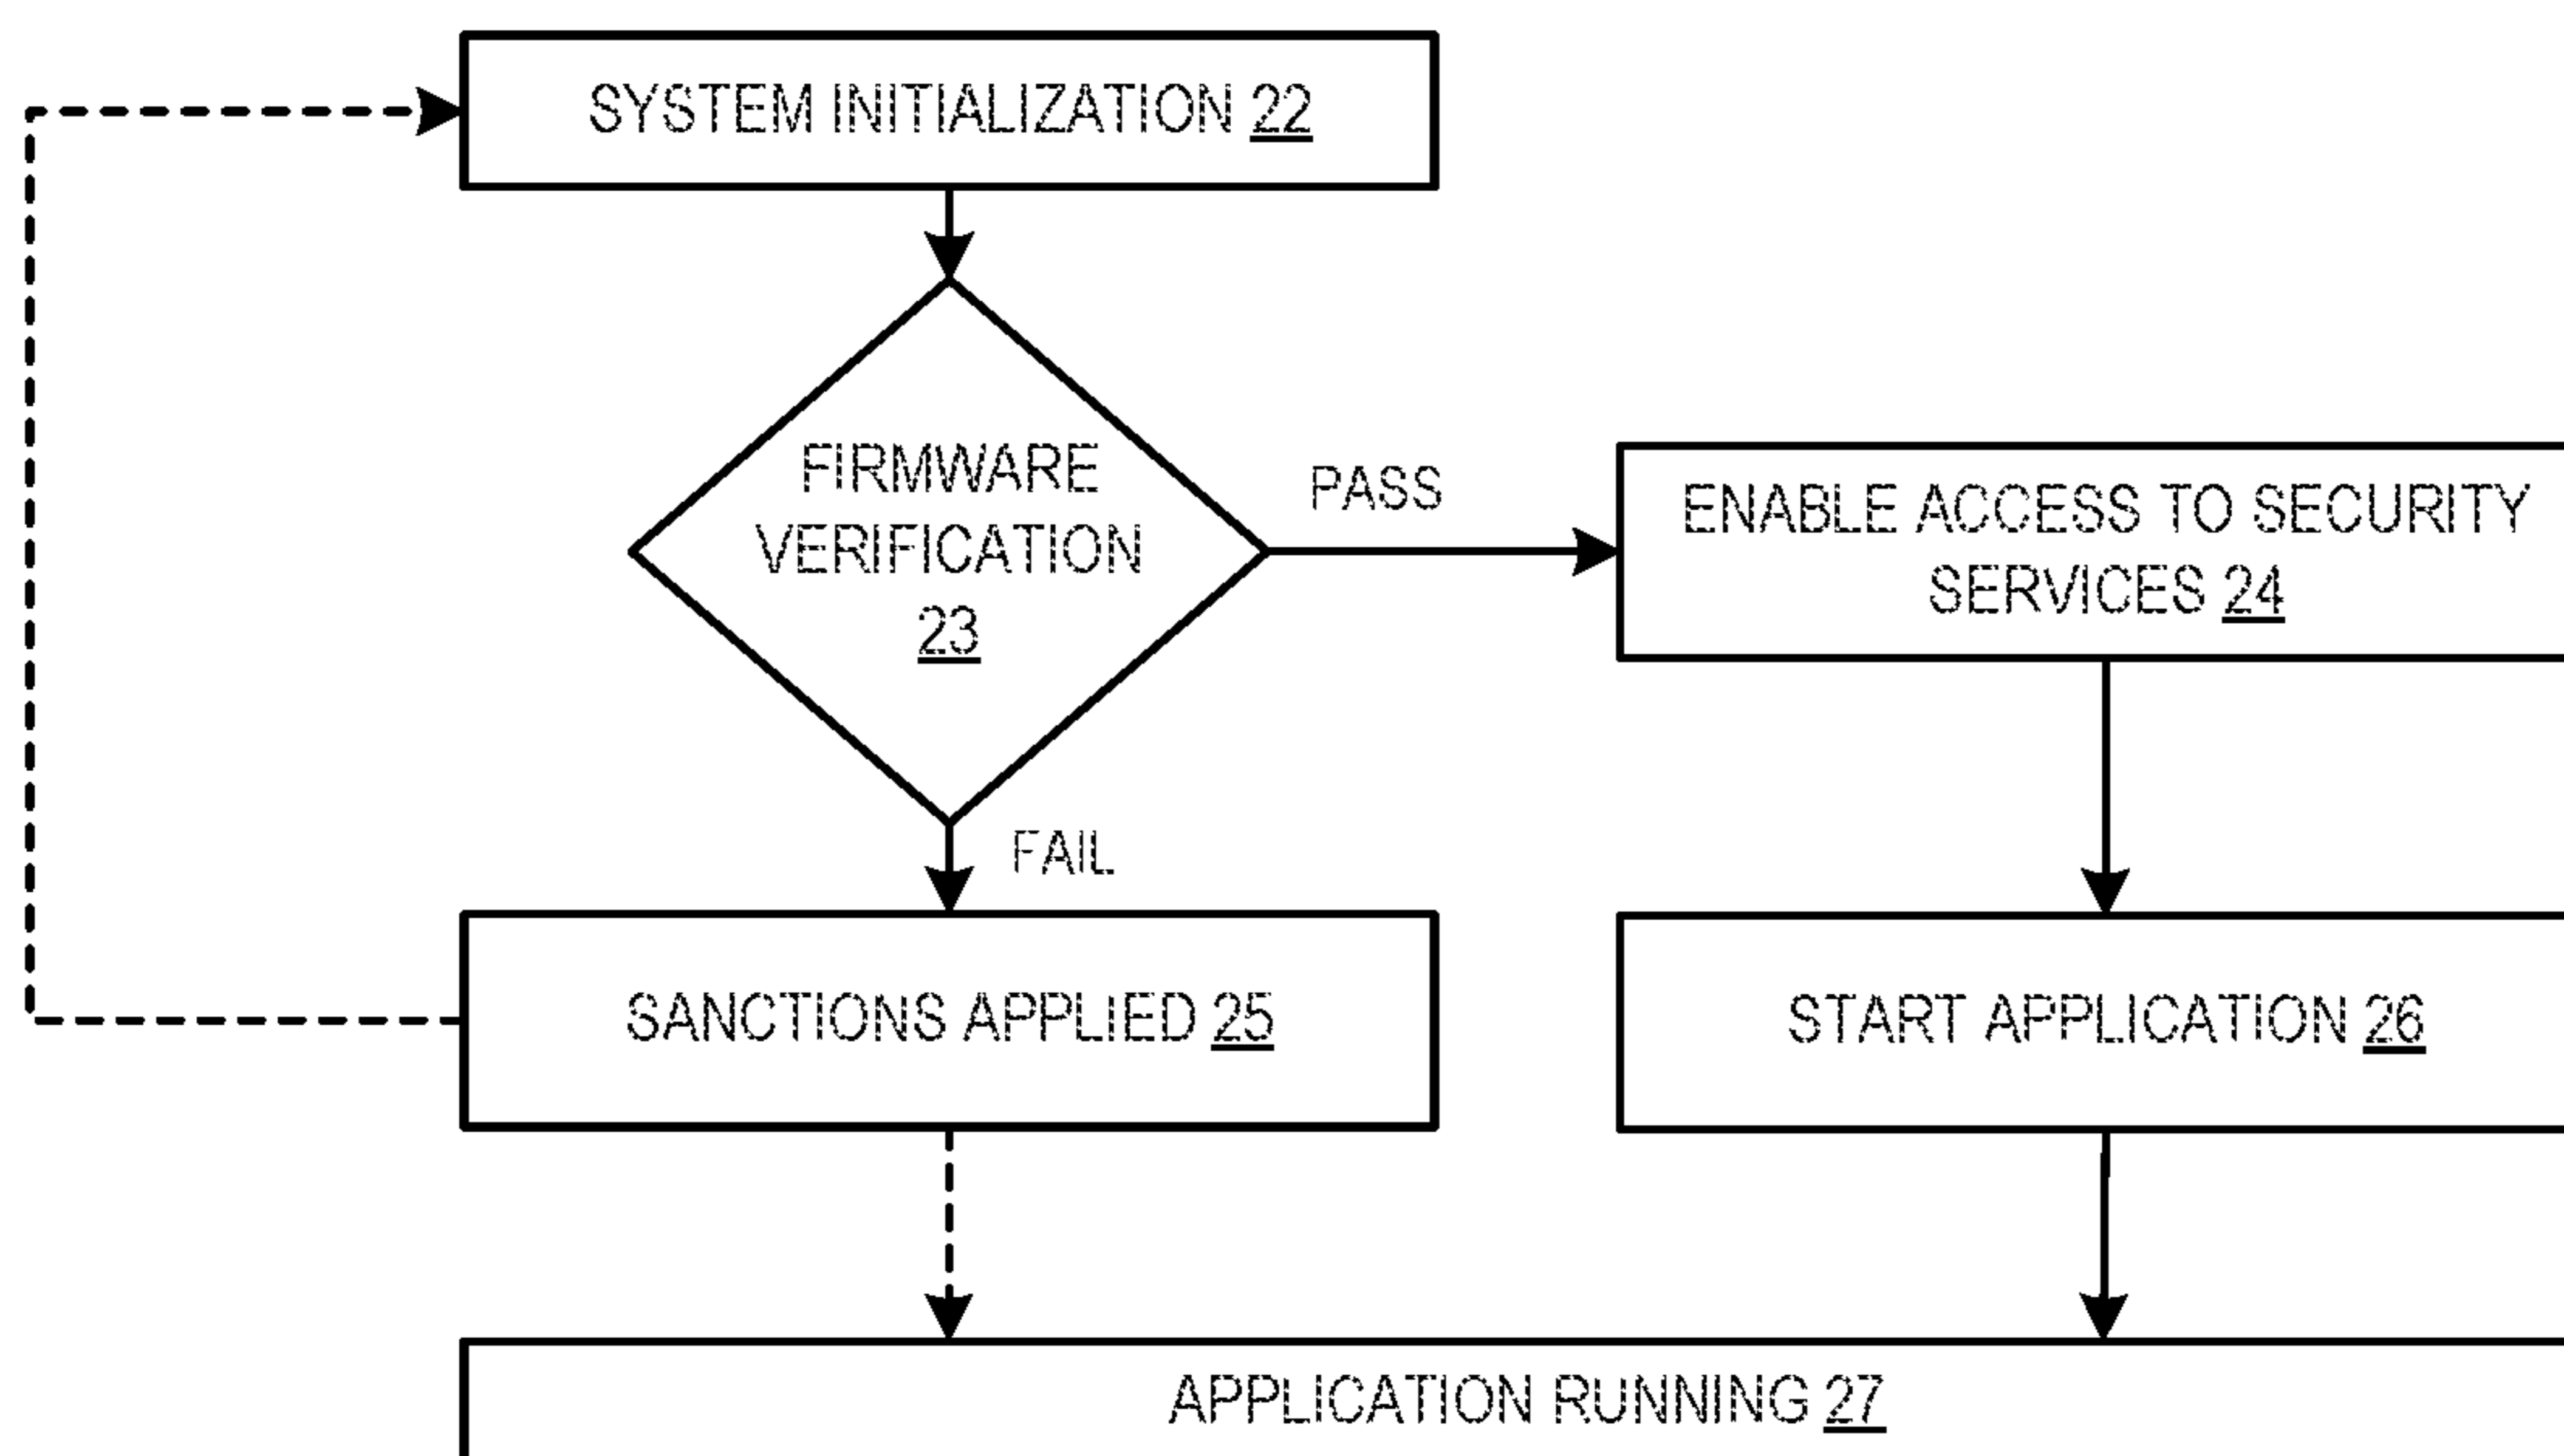 SYSTEM INITIALIZATION 22
FIRMWARE
VERIFICATION
23
PASS
ENABLE ACCESS TO SECURITY
SERVICES 24
FAIL
SANCTIONS APPLIED 25
START APPLICATION 26
APPLICATION RUNNING 27